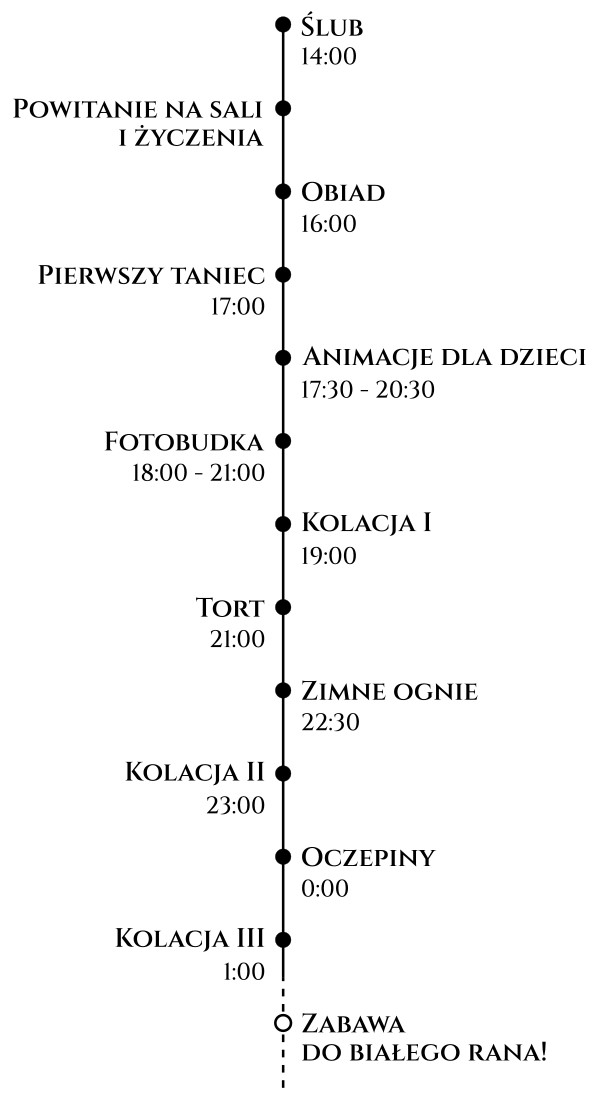 Ślub
14:00
Powitanie na sali
i życzenia
Obiad
16:00
Pierwszy taniec
17:00
Animacje dla dzieci
17:30 - 20:30
Fotobudka
18:00 - 21:00
Kolacja I
19:00
Tort
21:00
Zimne ognie
22:30
Kolacja II
23:00
Oczepiny
0:00
Kolacja III
1:00
Zabawa
do białego rana!